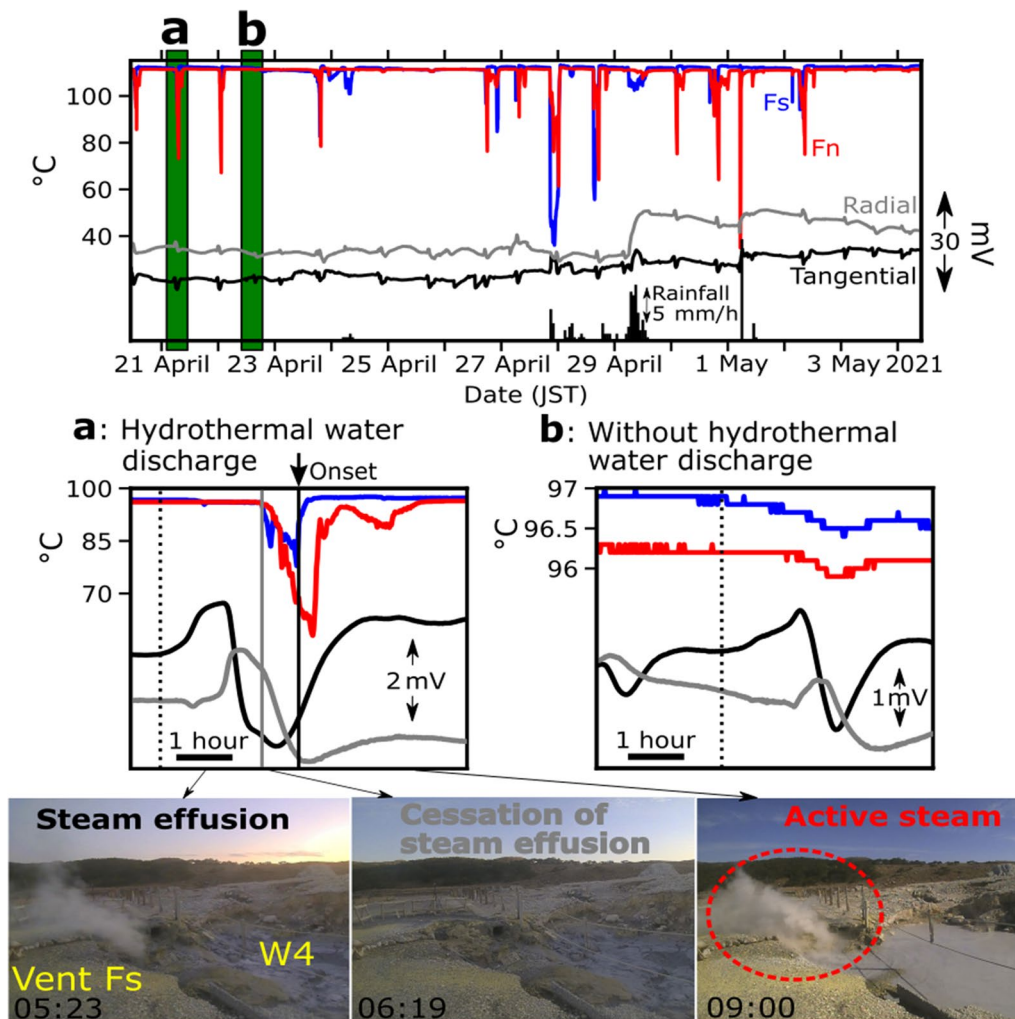 a b
100
80
60
40
°C
Fs
Fn
Radial
30
mV
Tangential
Rainfall
5 mm/h
21 April 23 April 25 April 27 April 29 April 1 May 3 May 2021
Date (JST)
a: Hydrothermal water
discharge
Onset
100
85
70
°C
2 mV
1 hour
b: Without hydrothermal
water discharge
97
96.5
96
°C
1mV
1 hour
Steam effusion
Vent Fs
W4
05:23
Cessation of
steam effusion
06:19
Active steam
09:00